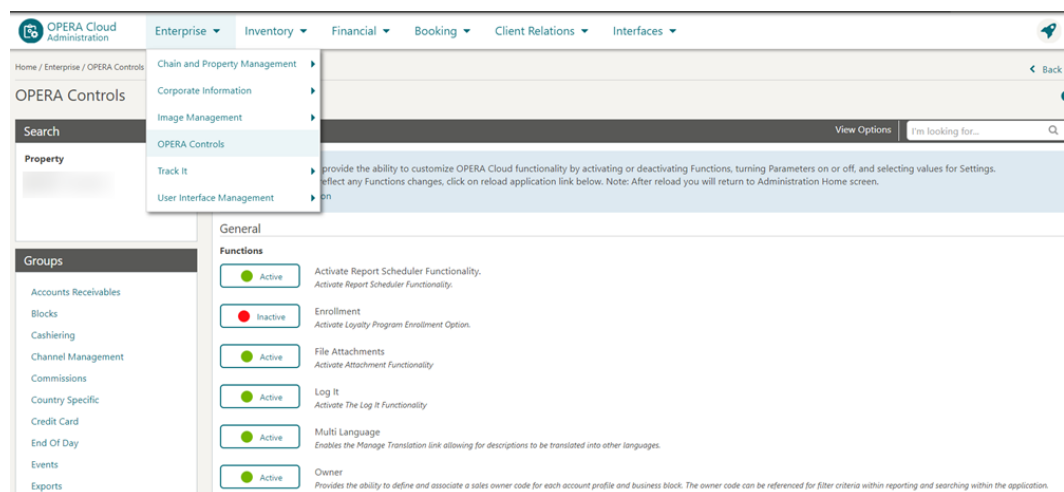 OPERA Cloud
Administration
Enterprise
Inventory
Financial
Booking
Client Relations
Interfaces
Home / Enterprise / OPERA Controls
Back
Chain and Property Management
Corporate Information
Image Management
OPERA Controls
Track It
User Interface Management
OPERA Controls
Search
View Options
I'm looking for...
Property
provide the ability to customize OPERA Cloud functionality by activating or deactivating Functions, turning Parameters on or off, and selecting values for Settings.
reflect any Functions changes, click on reload application link below. Note: After reload you will return to Administration Home screen.
on
General
Functions
Groups
Accounts Receivables
Blocks
Cashiering
Channel Management
Commissions
Country Specific
Credit Card
End Of Day
Events
Exports
Active
Activate Report Scheduler Functionality.
Activate Report Scheduler Functionality.
Inactive
Enrollment
Activate Loyalty Program Enrollment Option.
Active
File Attachments
Activate Attachment Functionality
Active
Log It
Activate The Log It Functionality
Active
Multi Language
Enables the Manage Translation link allowing for descriptions to be translated into other languages.
Active
Owner
Provides the ability to define and associate a sales owner code for each account profile and business block. The owner code can be referenced for filter criteria within reporting and searching within the application.